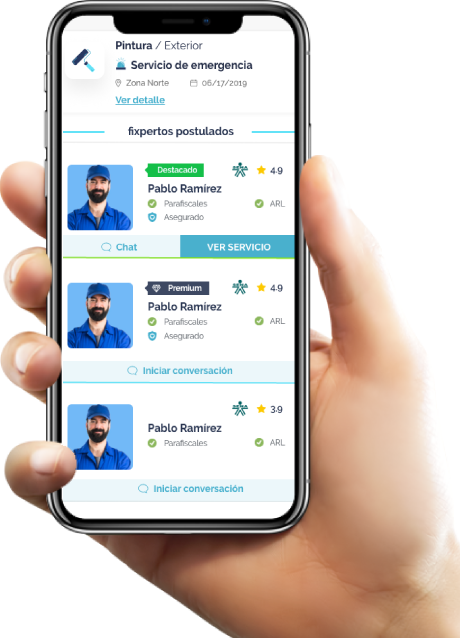 Pintura / Exterior
Servicio de emergencia
Zona Norte 06/17/2019
Ver detalle
fixpertos postulados
Destacado 4.9
Pablo Ramírez
Parafiscales ARL
Asegurado
Chat VER SERVICIO
Premium 4.9
Pablo Ramírez
Parafiscales ARL
Asegurado
Iniciar conversación
3.9
Pablo Ramírez
Parafiscales ARL
Iniciar conversación